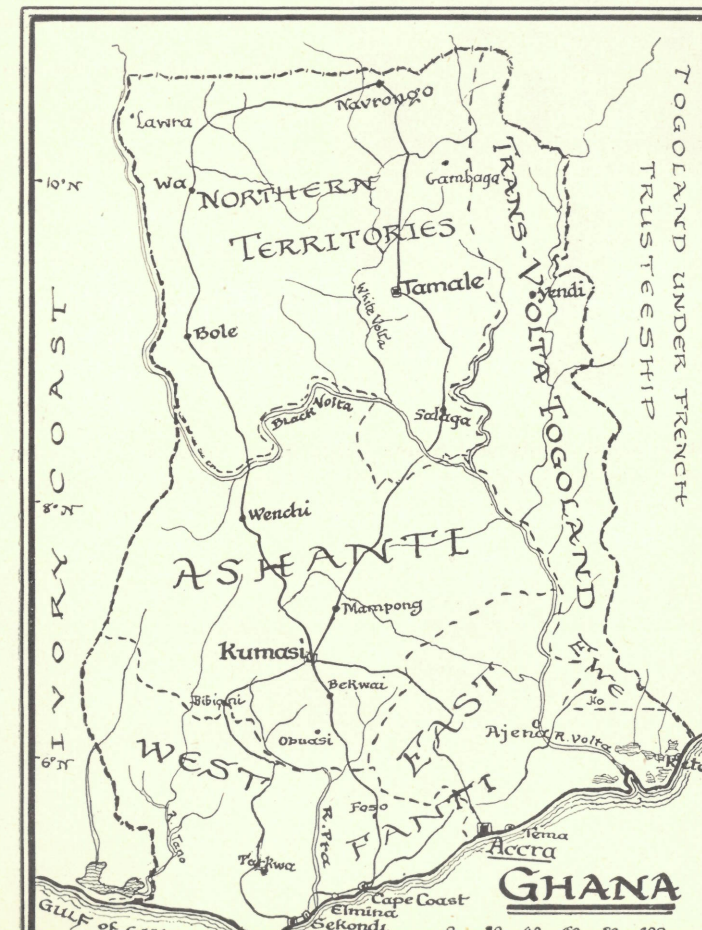 Navrongo
Lawra
10°N
Wa
NORTHERN
TERRITORIES
Gambaga
TRANS-VOLTA TOGOLAND
TOGOLAND UNDER FRENCH
TRUSTEESHIP
White Volta
Tamale
Yendi
Bole
Black Volta
Salaga
IVORY COAST
8°N
Wenchi
ASHANTI
Mampong
Kumasi
EWE
Bekwai
Bibiani
Ho
EAST
Obuasi
Ajena
R. Volta
WEST
6°N
Keta
FANTI
Foso
R. Pra
R. Tano
Tarkwa
Tema
Accra
GHANA
Cape Coast
Elmina
Sekondi
GULF of